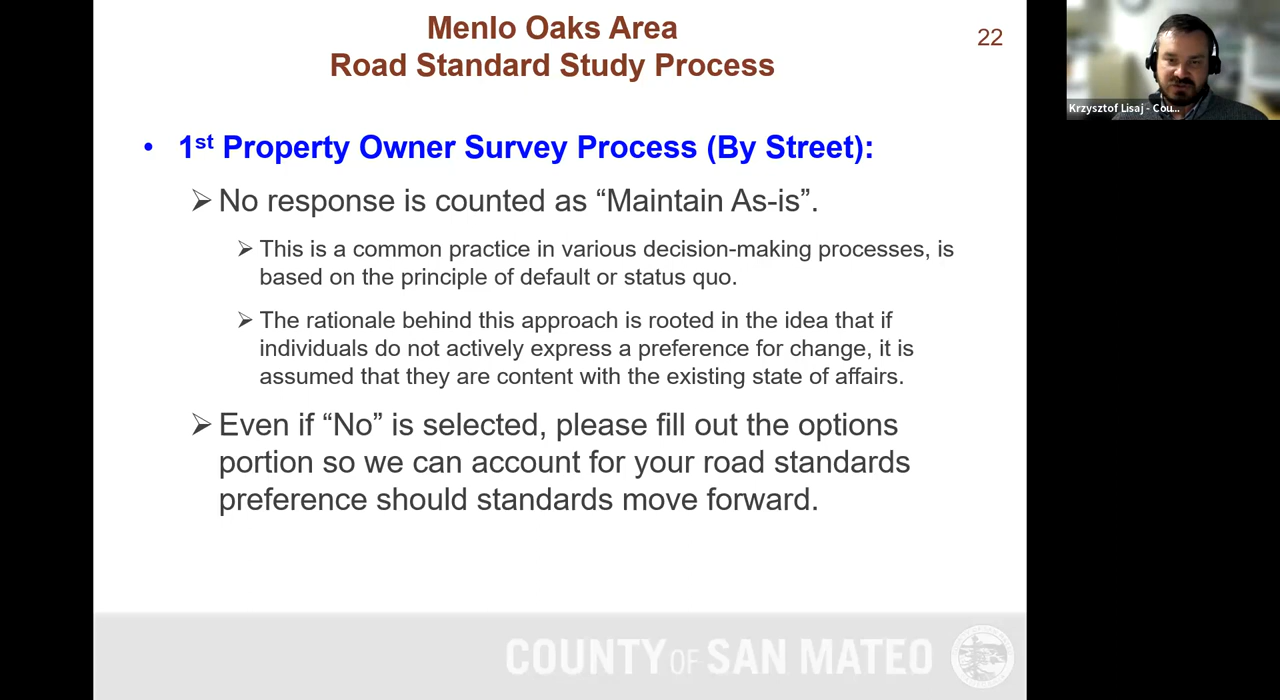 Menlo Oaks Area
Road Standard Study Process
22
Krzysztof Lisaj - Cou...
• 1st Property Owner Survey Process (By Street):
➢ No response is counted as “Maintain As-is”.
➢ This is a common practice in various decision-making processes, is
based on the principle of default or status quo.
➢ The rationale behind this approach is rooted in the idea that if
individuals do not actively express a preference for change, it is
assumed that they are content with the existing state of affairs.
➢ Even if “No” is selected, please fill out the options
portion so we can account for your road standards
preference should standards move forward.
COUNTY OF SAN MATEO